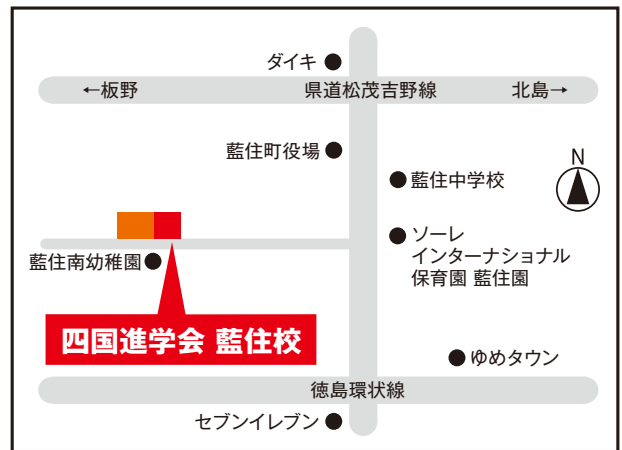 ダイキ
←板野
県道松茂吉野線
北島→
藍住町役場
藍住中学校
N
ソーレ
インターナショナル
保育園 藍住園
藍住南幼稚園
四国進学会 藍住校
ゆめタウン
徳島環状線
セブンイレブン